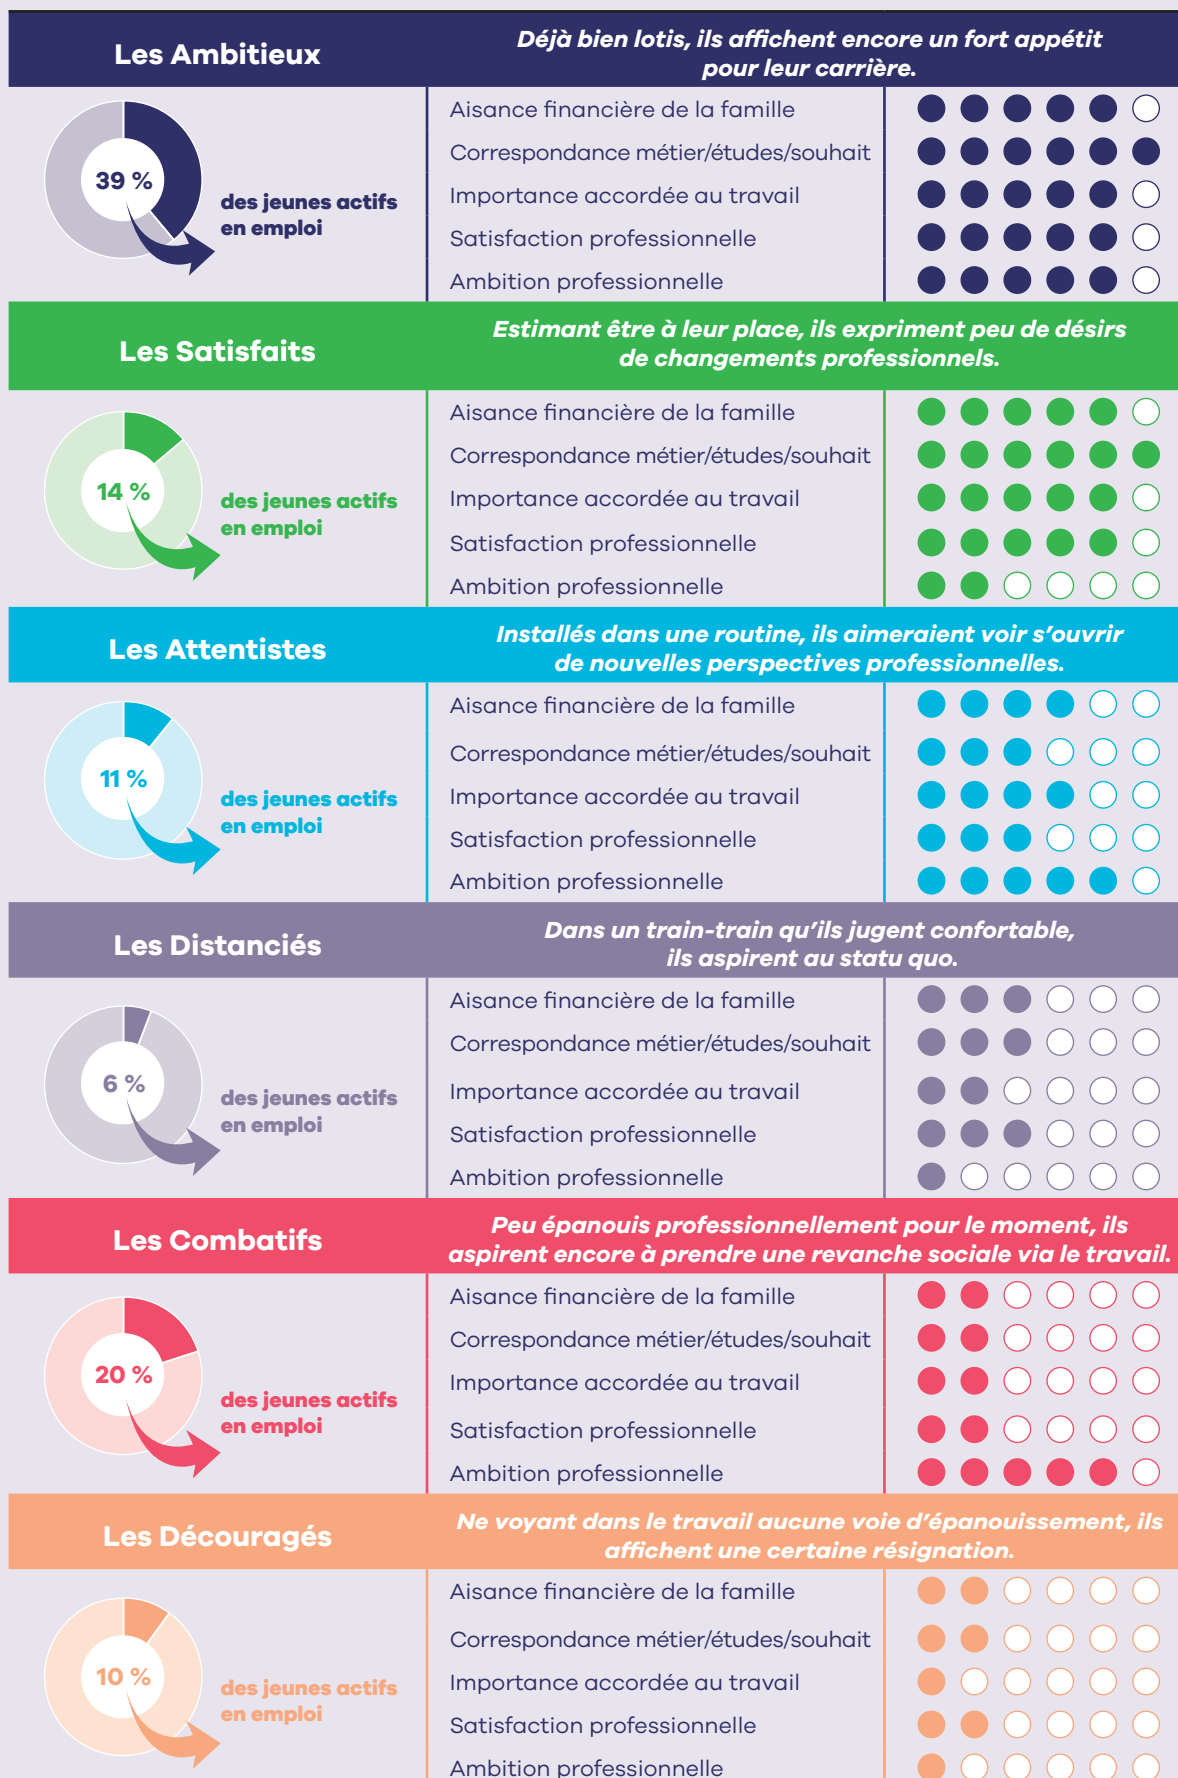 Les Ambitieux
Déjà bien lotis, ils affichent encore un fort appétit
pour leur carrière.
39 %
des jeunes actifs
en emploi
Aisance financière de la famille
Correspondance métier/études/souhait
Importance accordée au travail
Satisfaction professionnelle
Ambition professionnelle
Les Satisfaits
Estimant être à leur place, ils expriment peu de désirs
de changements professionnels.
14 %
des jeunes actifs
en emploi
Aisance financière de la famille
Correspondance métier/études/souhait
Importance accordée au travail
Satisfaction professionnelle
Ambition professionnelle
Les Attentistes
Installés dans une routine, ils aimeraient voir s’ouvrir
de nouvelles perspectives professionnelles.
11 %
des jeunes actifs
en emploi
Aisance financière de la famille
Correspondance métier/études/souhait
Importance accordée au travail
Satisfaction professionnelle
Ambition professionnelle
Les Distanciés
Dans un train-train qu’ils jugent confortable,
ils aspirent au statu quo.
6 %
des jeunes actifs
en emploi
Aisance financière de la famille
Correspondance métier/études/souhait
Importance accordée au travail
Satisfaction professionnelle
Ambition professionnelle
Les Combatifs
Peu épanouis professionnellement pour le moment, ils
aspirent encore à prendre une revanche sociale via le travail.
20 %
des jeunes actifs
en emploi
Aisance financière de la famille
Correspondance métier/études/souhait
Importance accordée au travail
Satisfaction professionnelle
Ambition professionnelle
Les Découragés
Ne voyant dans le travail aucune voie d’épanouissement, ils
affichent une certaine résignation.
10 %
des jeunes actifs
en emploi
Aisance financière de la famille
Correspondance métier/études/souhait
Importance accordée au travail
Satisfaction professionnelle
Ambition professionnelle